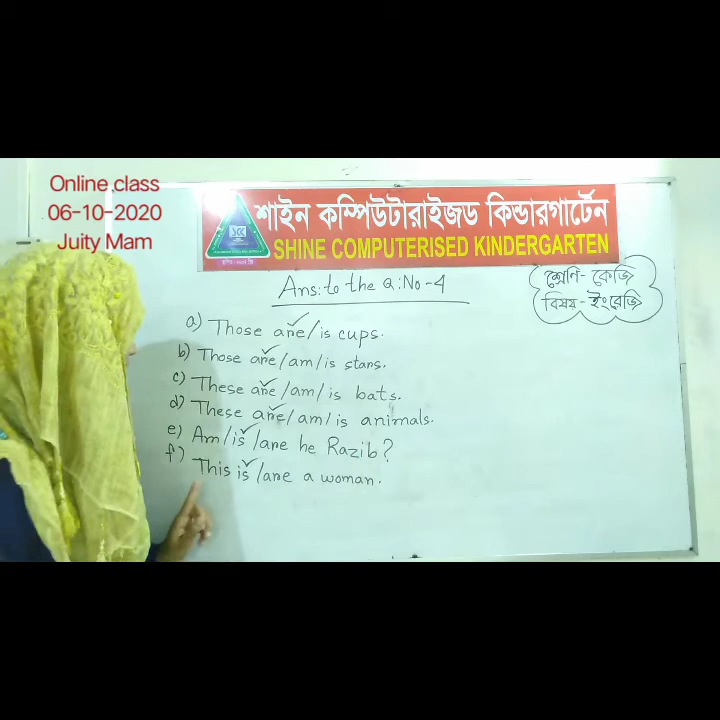 Online class
06-10-2020
Juity Mam
শাইন কম্পিউটারাইজড কিন্ডারগার্টেন
SHINE COMPUTERISED KINDERGARTEN
SCK
Ans: to the Q: No - 4
শ্রেণি - কেজি
বিষয় - ইংরেজি
a) Those are/is cups.
b) Those are/am/is stars.
c) These are/am/is bats.
d) These are/am/is animals.
e) Am/is/are he Razib?
f) This is/are a woman.